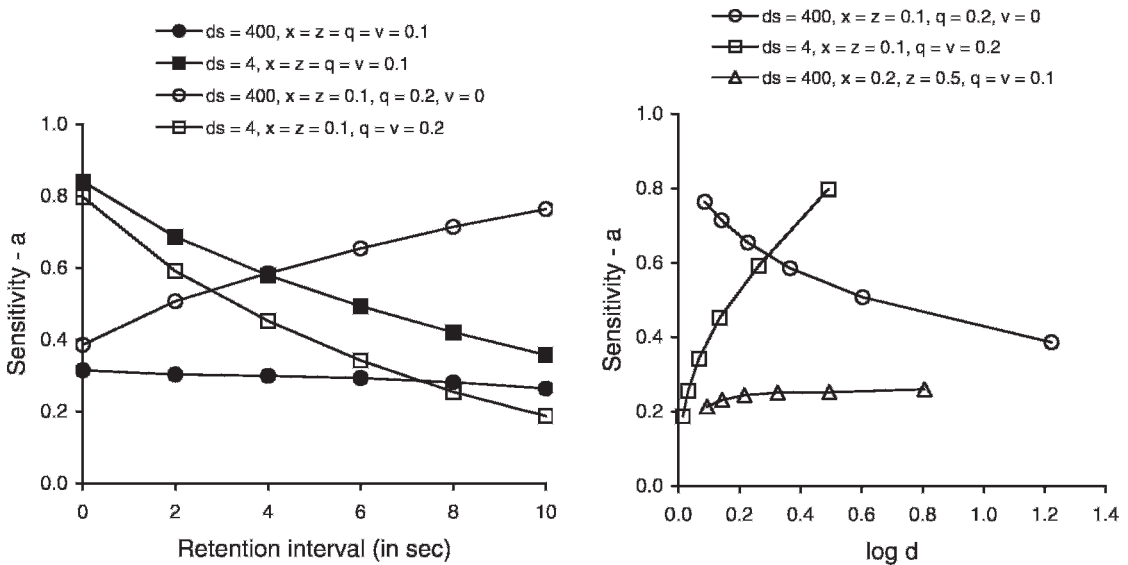 ds = 400, x = z = q = v = 0.1
ds = 4, x = z = q = v = 0.1
ds = 400, x = z = 0.1, q = 0.2, v = 0
ds = 4, x = z = 0.1, q = v = 0.2
1.0
0.8
0.6
0.4
0.2
0.0
Sensitivity - a
0 2 4 6 8 10
Retention interval (in sec)
ds = 400, x = z = 0.1, q = 0.2, v = 0
ds = 4, x = z = 0.1, q = v = 0.2
ds = 400, x = 0.2, z = 0.5, q = v = 0.1
1.0
0.8
0.6
0.4
0.2
0.0
Sensitivity - a
0.0 0.2 0.4 0.6 0.8 1.0 1.2 1.4
log d